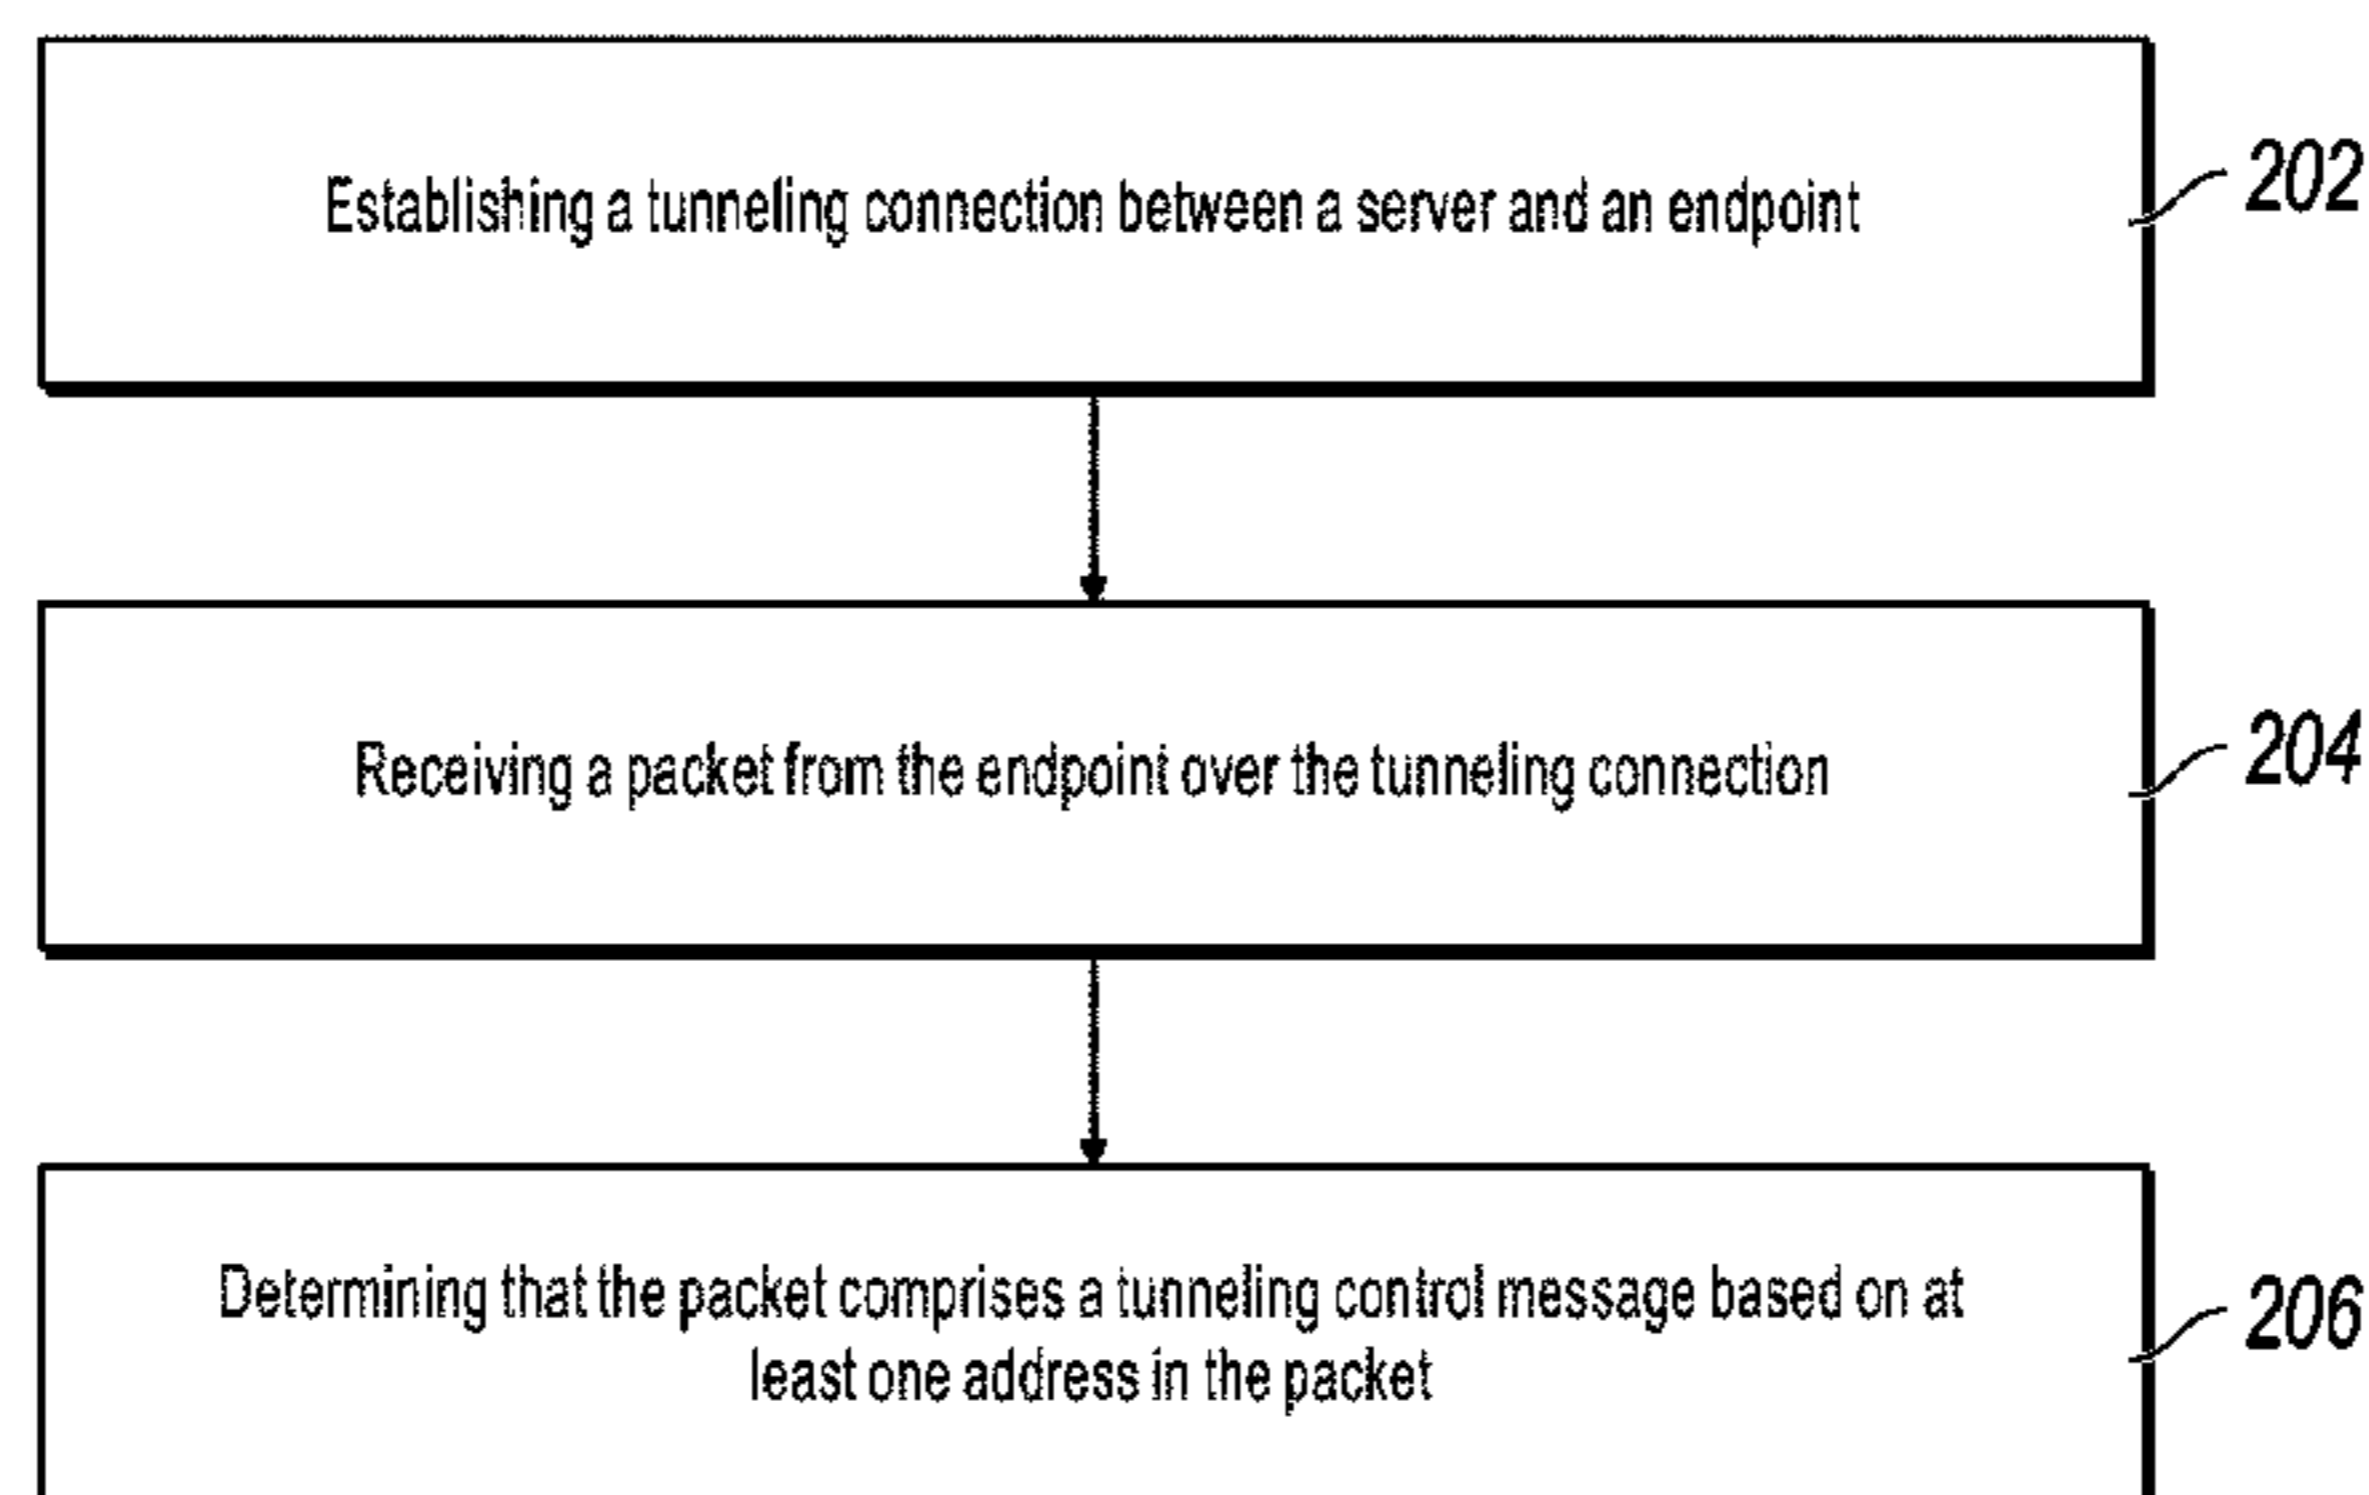 Establishing a tunneling connection between a server and an endpoint
202
Receiving a packet from the endpoint over the tunneling connection
204
Determining that the packet comprises a tunneling control message based on at
least one address in the packet
206